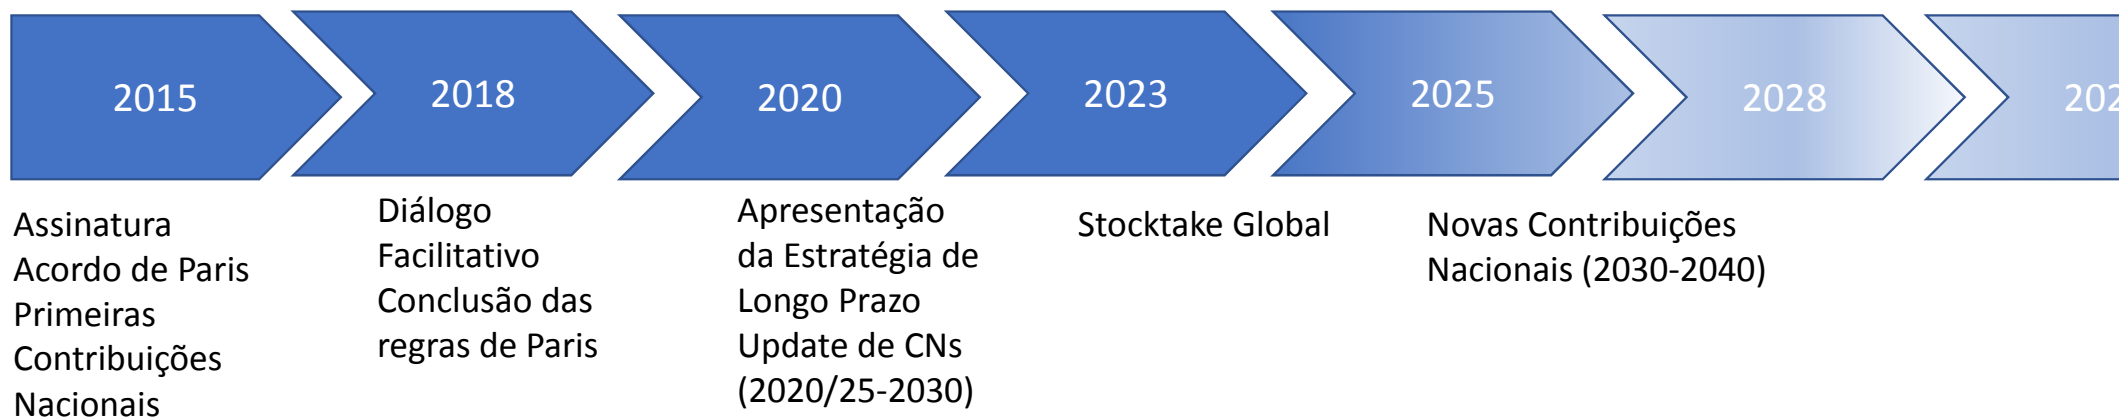 2015
2018
2020
2023
2025
2028
Assinatura
Acordo de Paris
Primeiras
Contribuições
Nacionais
Diálogo
Facilitativo
Conclusão das
regras de Paris
Apresentação
da Estratégia de
Longo Prazo
Update de CNs
(2020/25-2030)
Stocktake Global
Novas Contribuições
Nacionais (2030-2040)